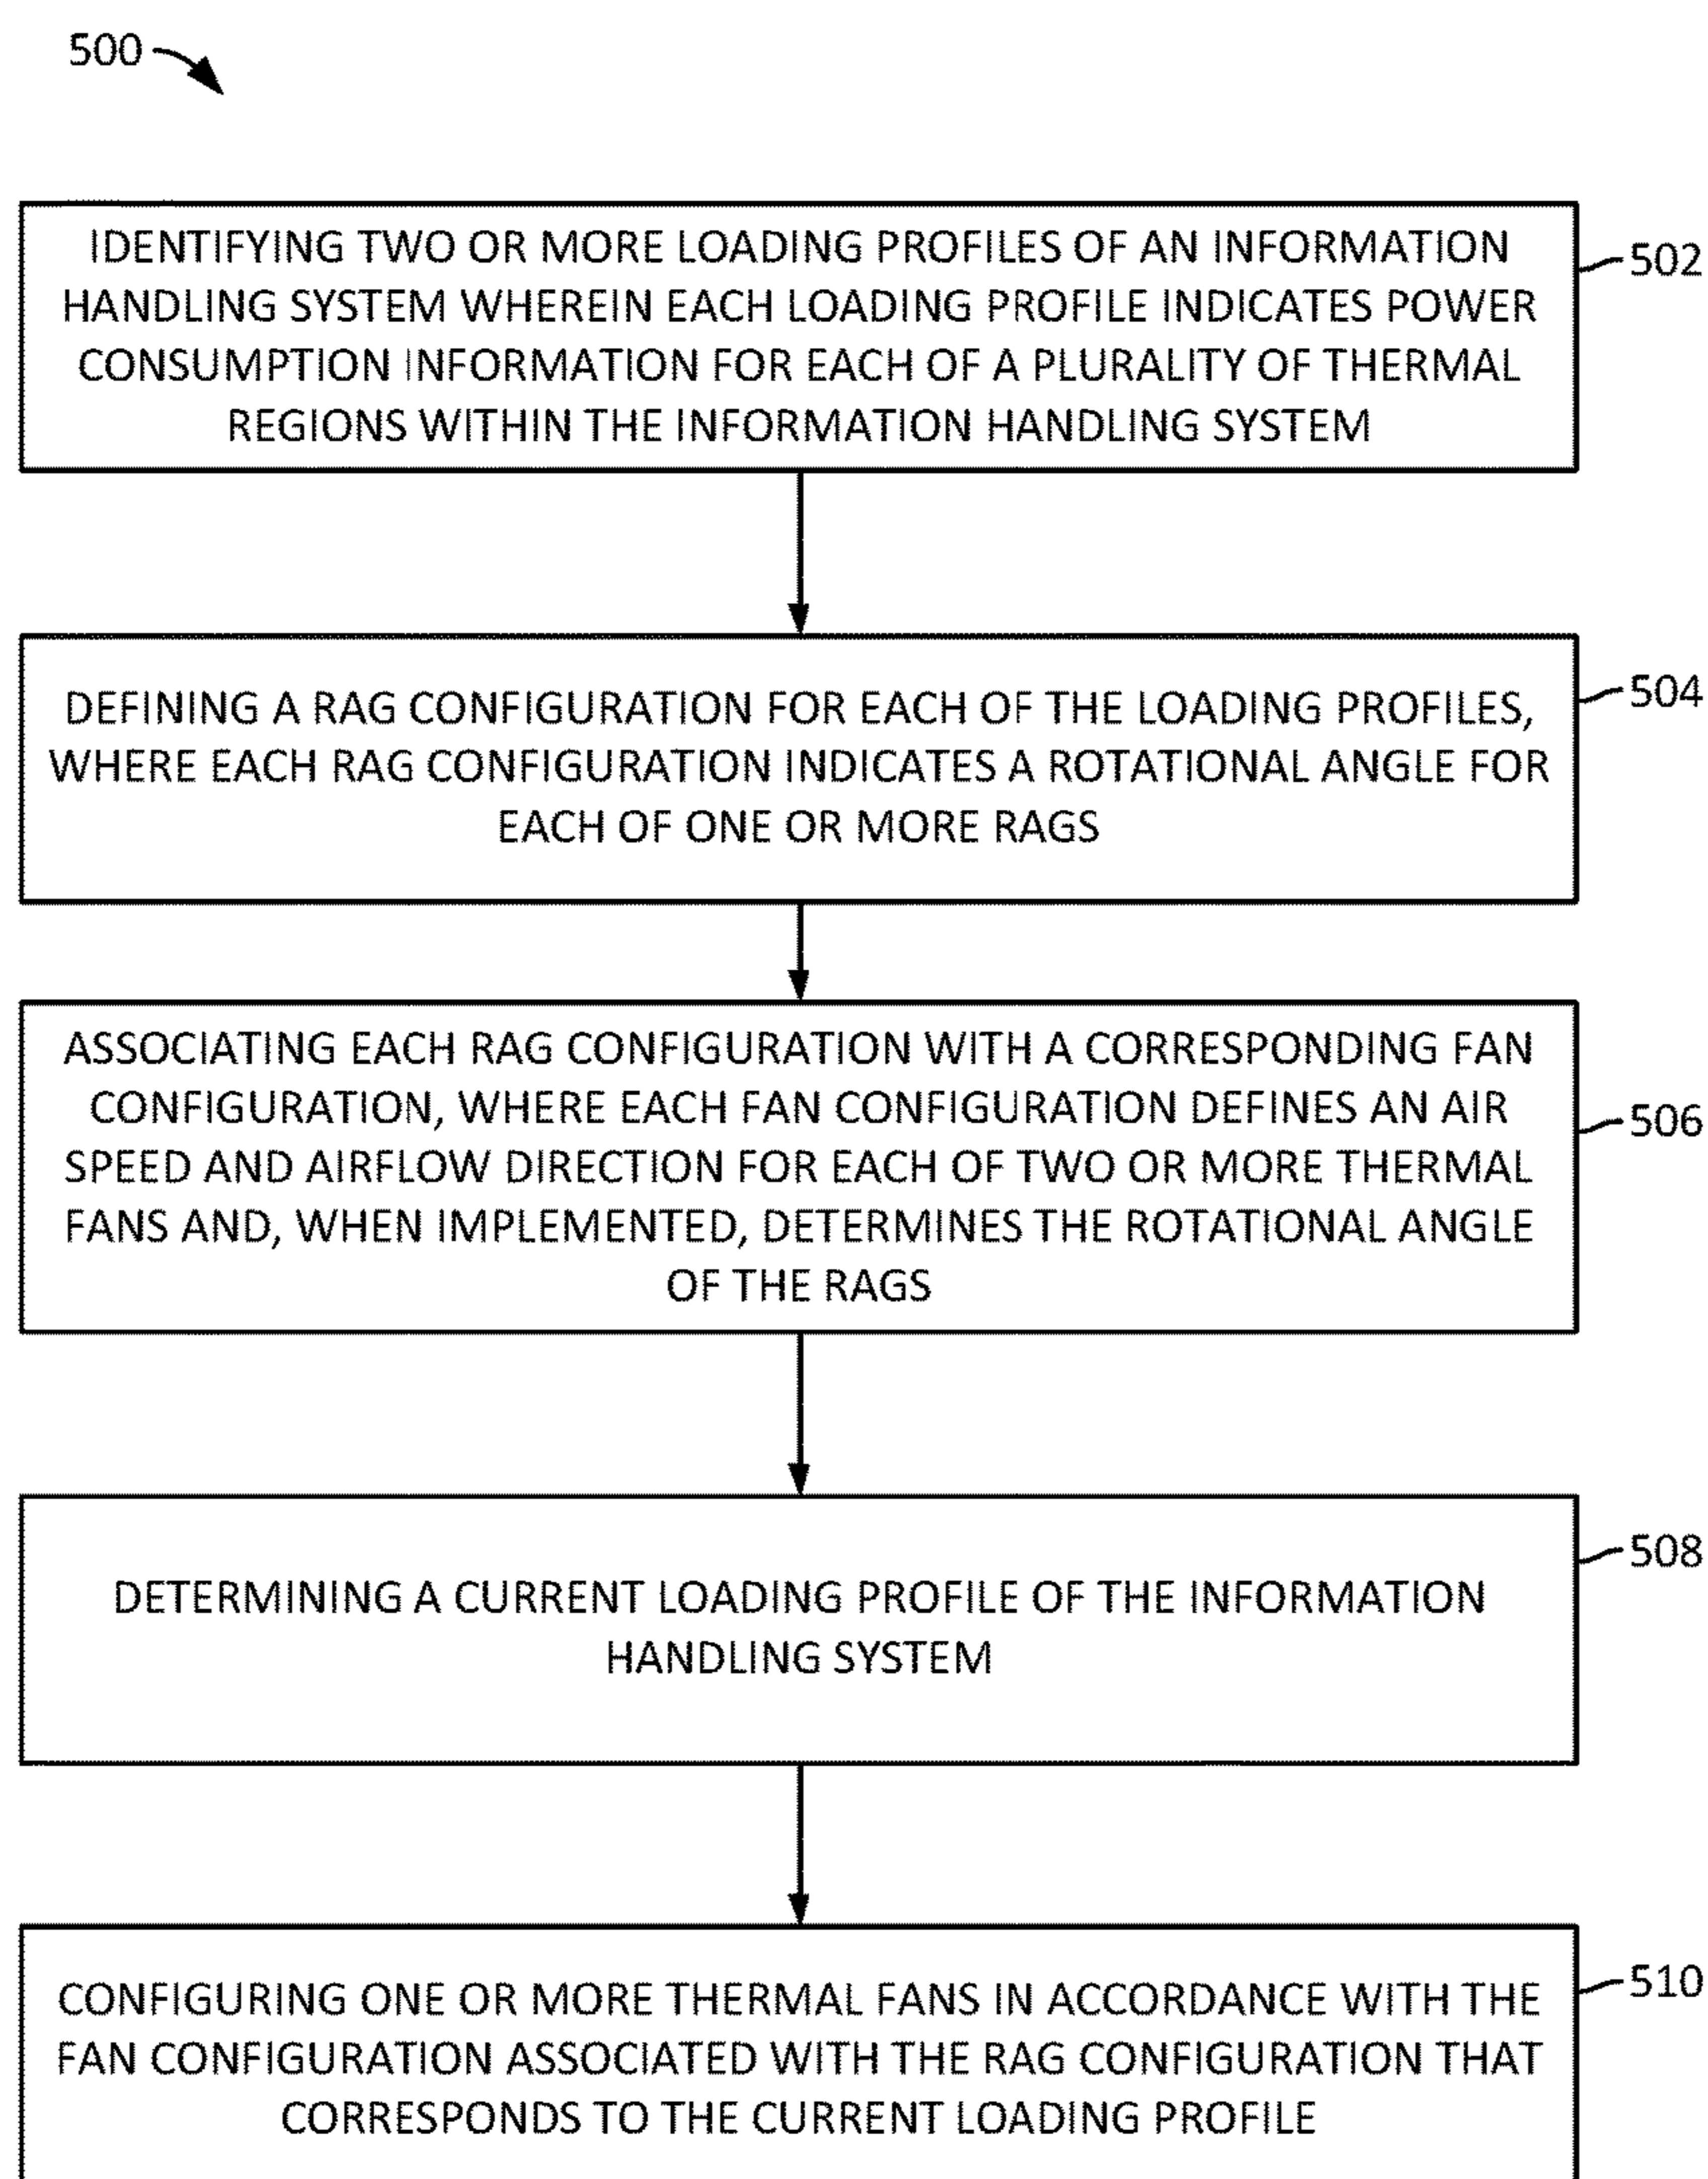 500
IDENTIFYING TWO OR MORE LOADING PROFILES OF AN INFORMATION
HANDLING SYSTEM WHEREIN EACH LOADING PROFILE INDICATES POWER
CONSUMPTION INFORMATION FOR EACH OF A PLURALITY OF THERMAL
REGIONS WITHIN THE INFORMATION HANDLING SYSTEM
502
DEFINING A RAG CONFIGURATION FOR EACH OF THE LOADING PROFILES,
WHERE EACH RAG CONFIGURATION INDICATES A ROTATIONAL ANGLE FOR
EACH OF ONE OR MORE RAGS
504
ASSOCIATING EACH RAG CONFIGURATION WITH A CORRESPONDING FAN
CONFIGURATION, WHERE EACH FAN CONFIGURATION DEFINES AN AIR
SPEED AND AIRFLOW DIRECTION FOR EACH OF TWO OR MORE THERMAL
FANS AND, WHEN IMPLEMENTED, DETERMINES THE ROTATIONAL ANGLE
OF THE RAGS
506
DETERMINING A CURRENT LOADING PROFILE OF THE INFORMATION
HANDLING SYSTEM
508
CONFIGURING ONE OR MORE THERMAL FANS IN ACCORDANCE WITH THE
FAN CONFIGURATION ASSOCIATED WITH THE RAG CONFIGURATION THAT
CORRESPONDS TO THE CURRENT LOADING PROFILE
510